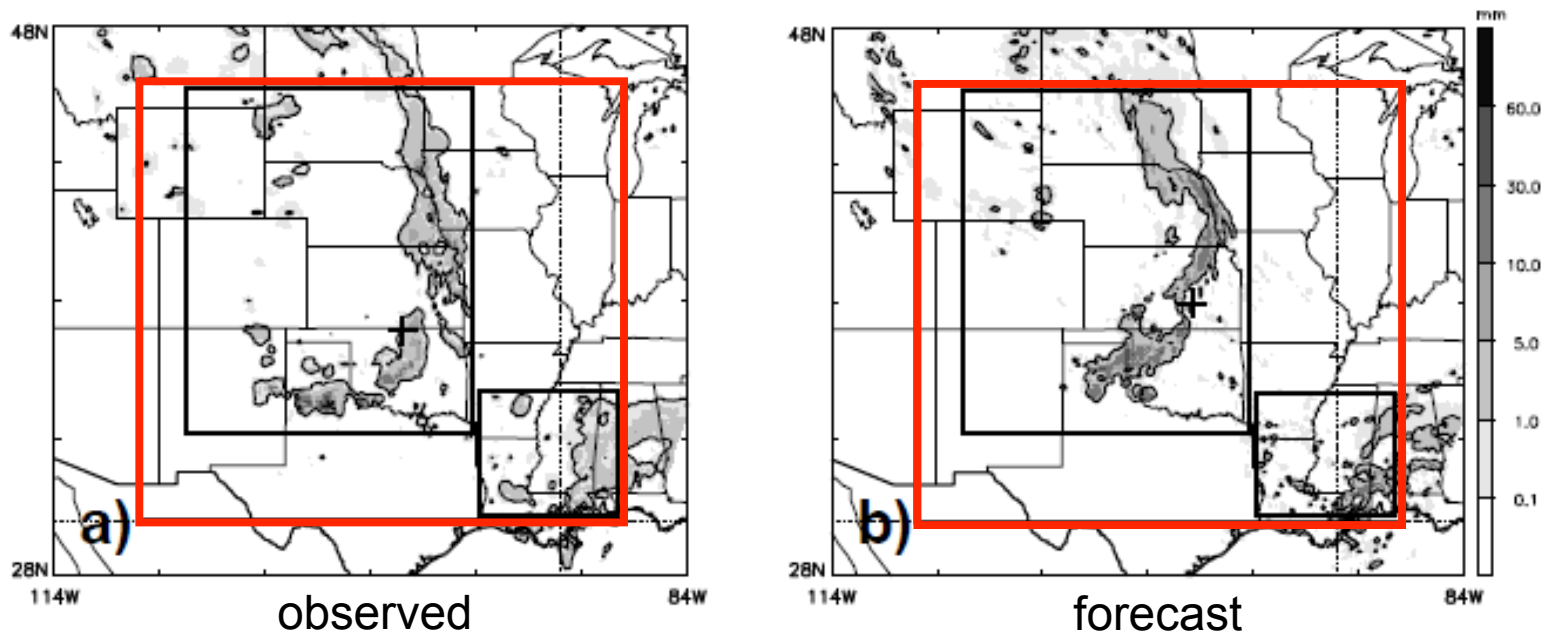 mm
48N
48N
60.0
30.0
10.0
5.0
1.0
0.1
a)
b)
28N
28N
114W
84W
114W
84W
observed
forecast